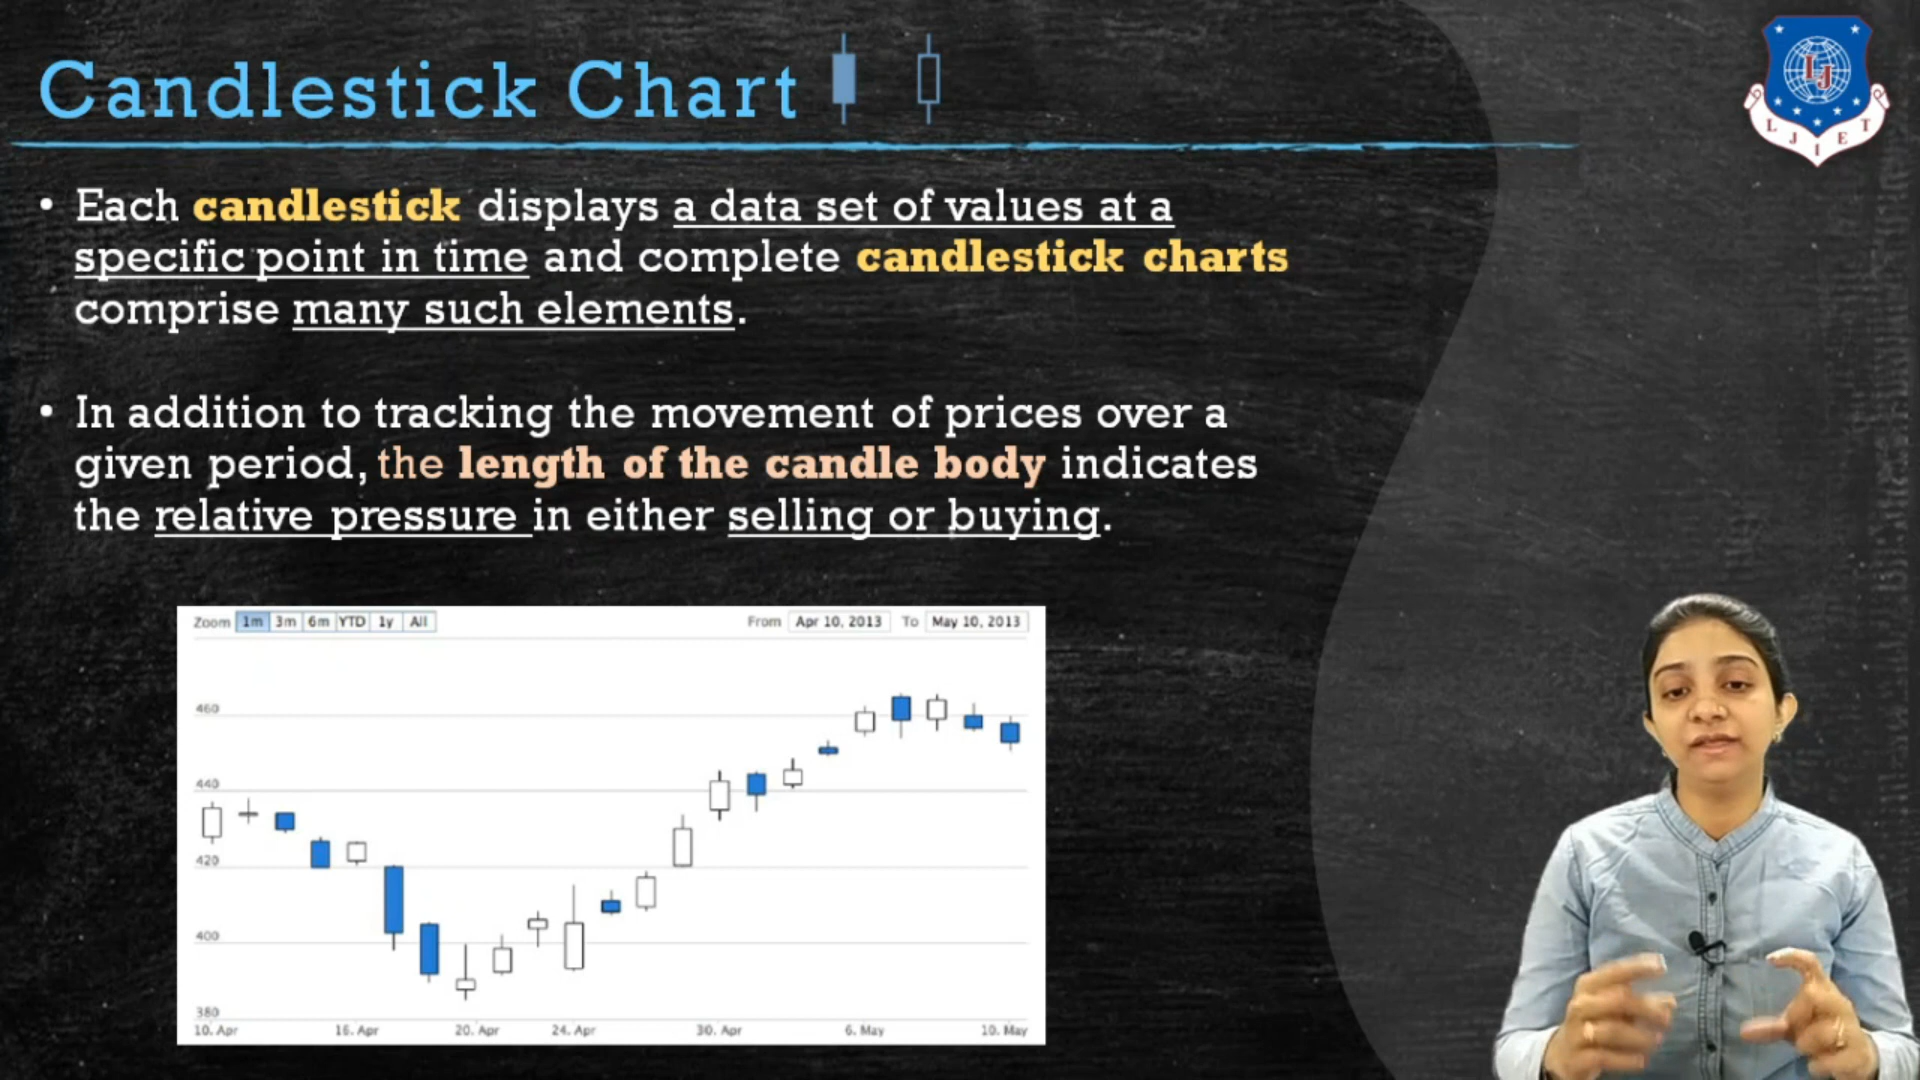 Candlestick Chart
LJ
L J I E T
• Each candlestick displays a data set of values at a
specific point in time and complete candlestick charts
comprise many such elements.
• In addition to tracking the movement of prices over a
given period, the length of the candle body indicates
the relative pressure in either selling or buying.
Zoom 1m 3m 6m YTD 1y All From Apr 10, 2013 To May 10, 2013
460
440
420
400
380
10. Apr 16. Apr 20. Apr 24. Apr 30. Apr 6. May 10. May